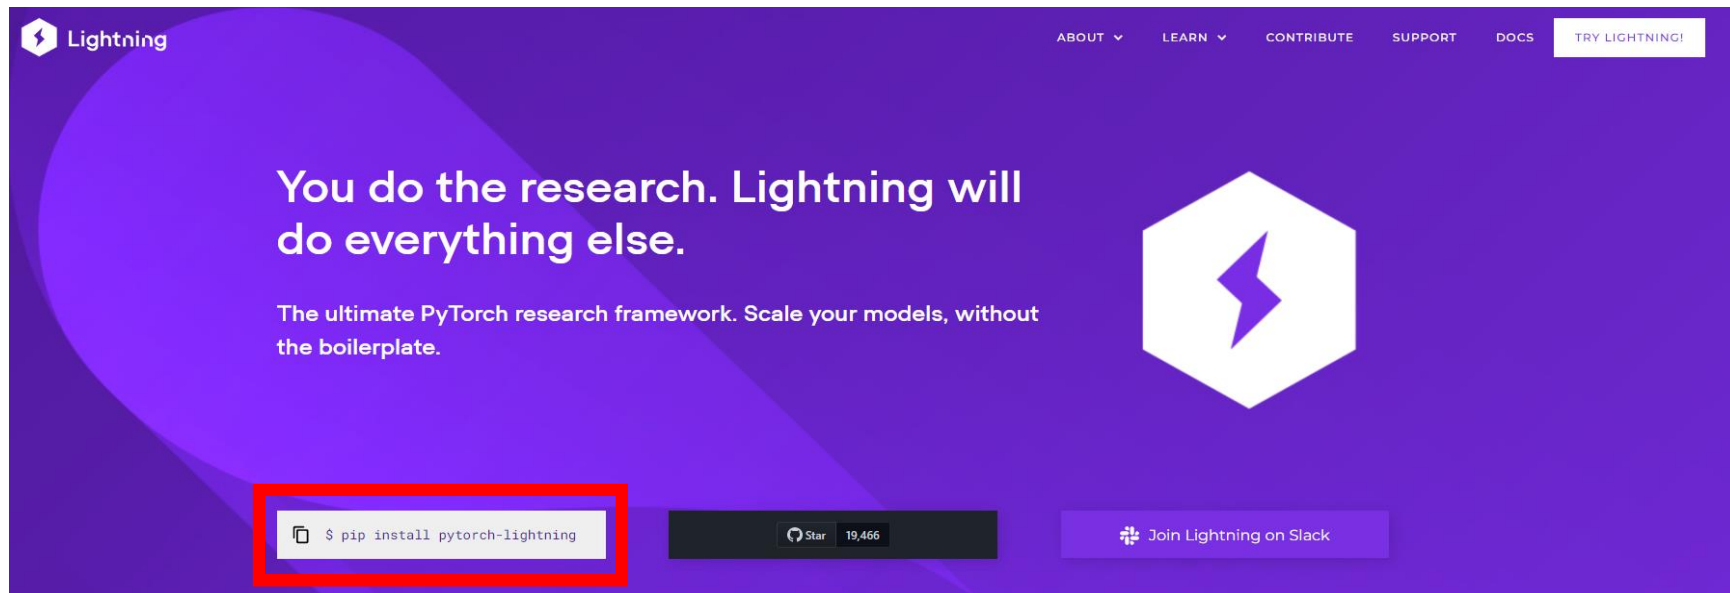 Lightning
ABOUT
LEARN
CONTRIBUTE
SUPPORT
DOCS
TRY LIGHTNING!
You do the research. Lightning will
do everything else.
The ultimate PyTorch research framework. Scale your models, without
the boilerplate.
$ pip install pytorch-lightning
Star 19,466
Join Lightning on Slack